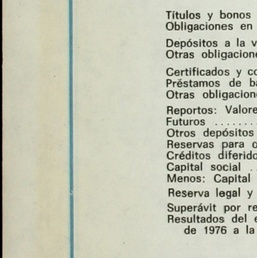 Títulos y bonos
Obligaciones en
Depósitos a la v
Otras obligacione
Certificados y co
Préstamos de ba
Otras obligacione
Reportos: Valore
Futuros .......
Otros depósitos
Reservas para o
Créditos diferido
Capital social ..
Menos: Capital
Reserva legal y
Superávit por re
Resultados del e
de 1976 a la